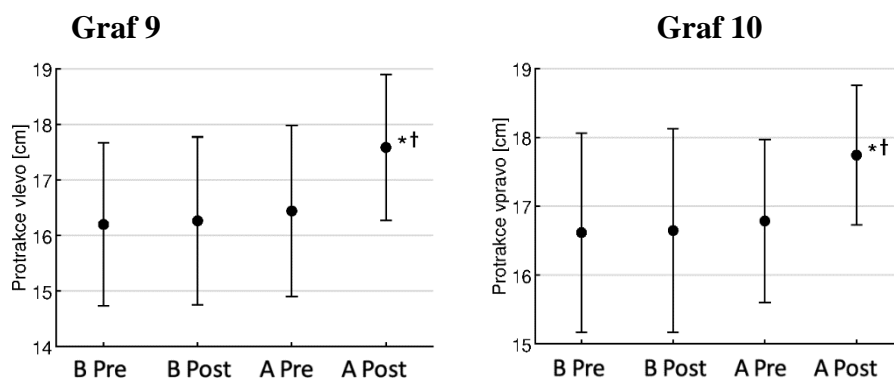 Graf 9
Protrakce vlevo [cm]
19
18
17
16
15
14
*†
B Pre B Post A Pre A Post
Graf 10
Protrakce vpravo [cm]
19
18
17
16
15
*†
B Pre B Post A Pre A Post